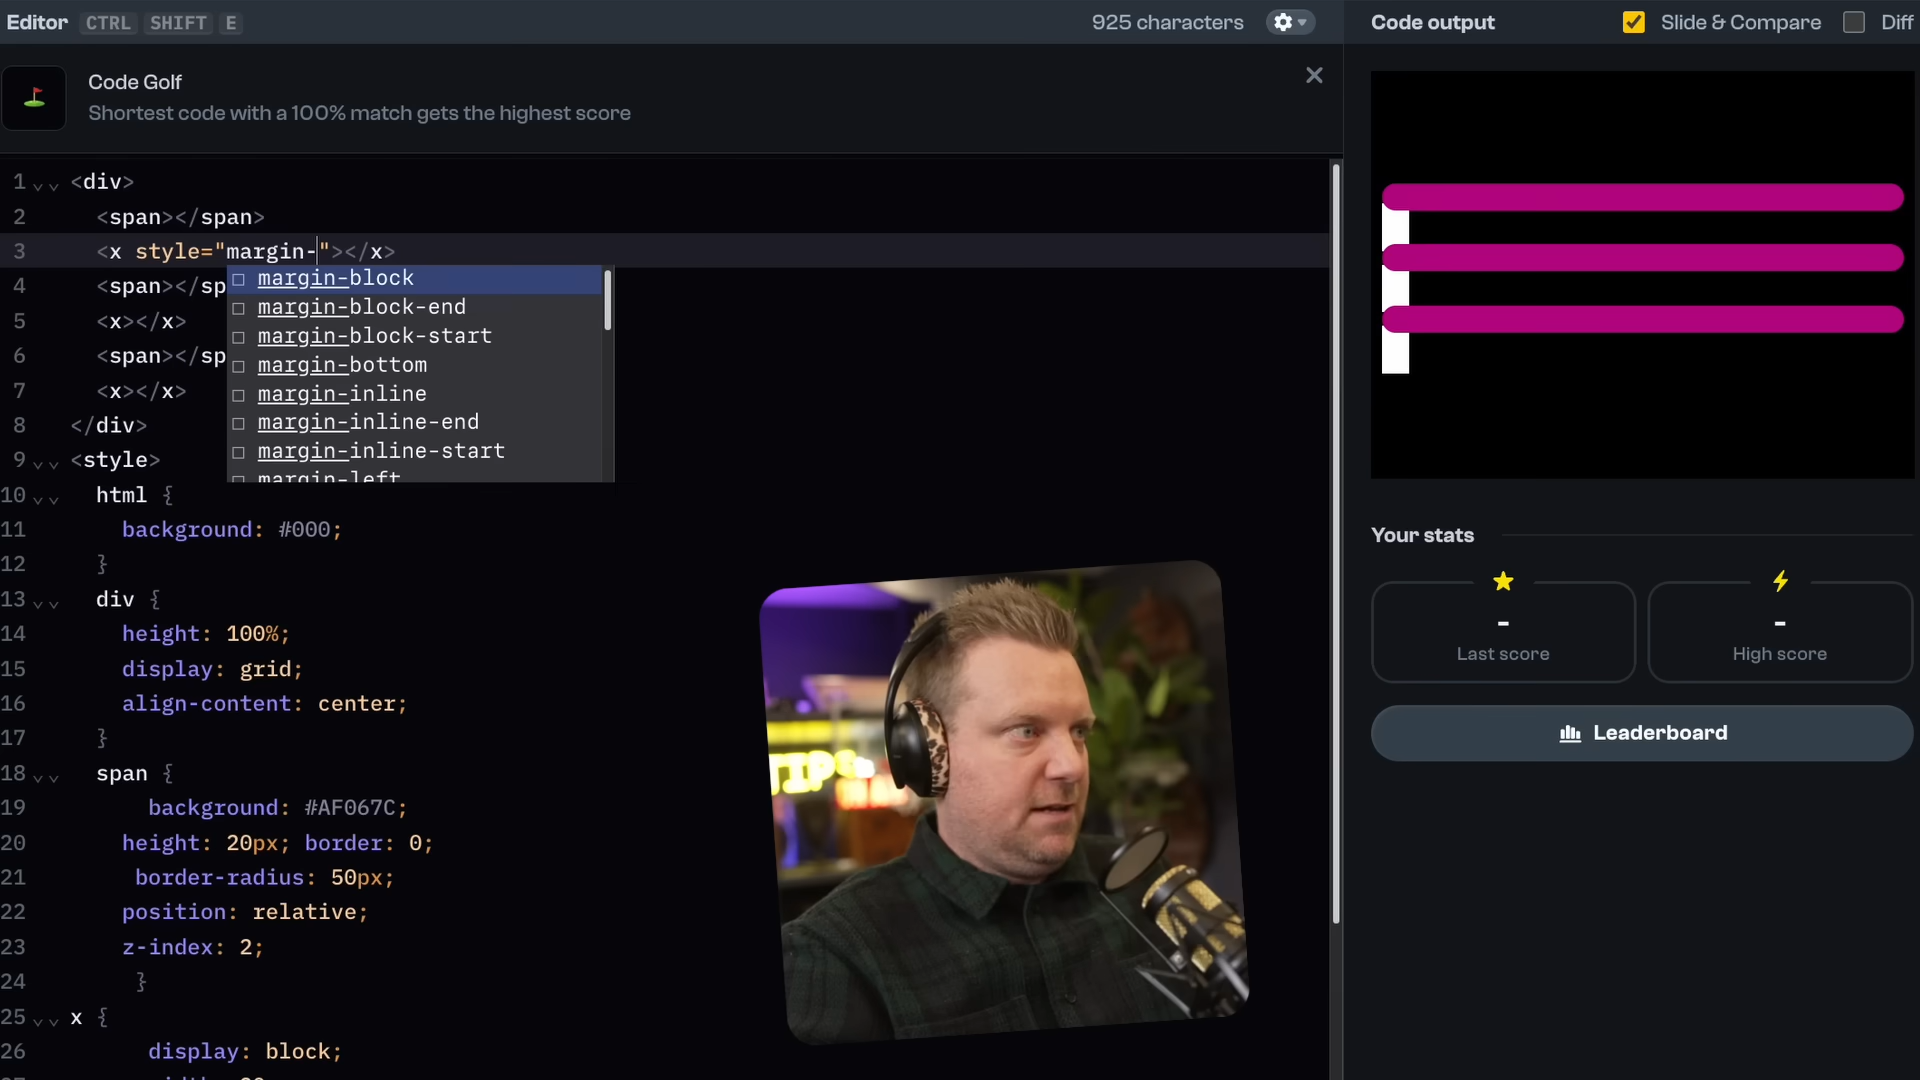 Editor CTRL SHIFT E
925 characters
Code Golf
Shortest code with a 100% match gets the highest score
1 <div>
2 <span></span>
3 <x style="margin-"></x>
margin-block
margin-block-end
margin-block-start
margin-bottom
margin-inline
margin-inline-end
margin-inline-start
margin-left
4 <span></sp
5 <x></x>
6 <span></sp
7 <x></x>
8 </div>
9 <style>
10 html {
11 background: #000;
12 }
13 div {
14 height: 100%;
15 display: grid;
16 align-content: center;
17 }
18 span {
19 background: #AF067C;
20 height: 20px; border: 0;
21 border-radius: 50px;
22 position: relative;
23 z-index: 2;
24 }
25 x {
26 display: block;
Code output
Slide & Compare
Diff
Your stats
-
Last score
-
High score
Leaderboard